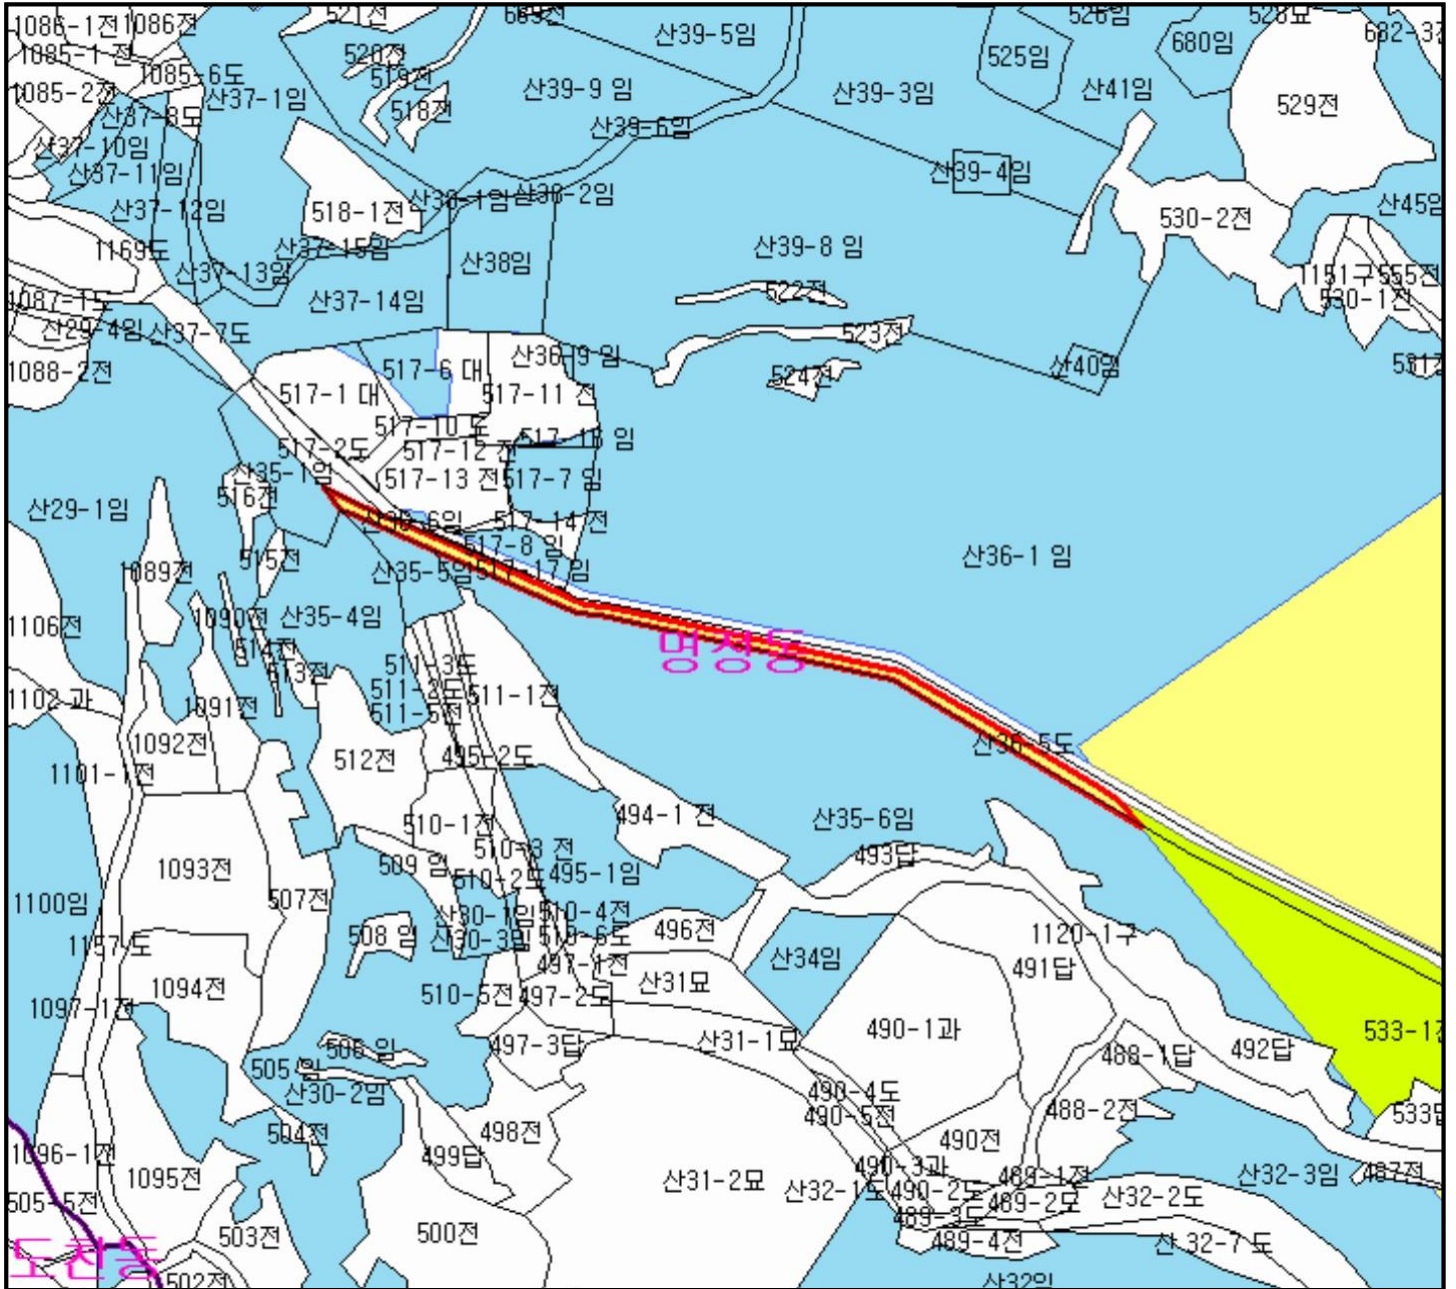 521전
669전
산39-5임
526임
528묘
1086-1전
1086전
520전
525임
680임
682-3
1085-1 전
1085-6도
519전
산39-9 임
산39-3임
산41임
529전
1085-2전
산37-1임
518전
산37-8도
산39-6임
산37-10임
산37-11임
산39-4임
산38-1임
산38-2임
산45임
산37-12임
518-1전
530-2전
1169도
산37-15임
산39-8 임
산37-13임
산38임
1151구
555전
1087-1도
산37-14임
522전
530-1전
산29-4임
산37-7도
523전
산36-9 임
1088-2전
517-6 대
524전
산40임
531전
517-1 대
517-11 전
517-10 도
517-16 임
517-2도
517-12 전
산35-1임
517-13 전
517-7 임
516전
산29-1임
산36-6임
517-14 전
517-8 임
515전
산36-1 임
1089전
산35-5임
517-17 임
1090전
산35-4임
1106전
514전
명정동
513전
511-3도
511-2도
511-1전
1102 과
1091전
511-5전
1092전
산36-5도
512전
495-2도
1101-1전
494-1 전
산35-6임
510-1전
510-3 전
493답
1093전
509 임
510-2도
495-1임
1100임
507전
산30-1임
510-4전
508 임
산30-3임
510-6도
496전
1120-1구
1157 도
497-1전
산34임
491답
1094전
산31묘
510-5전
497-2도
1097-1전
490-1과
533-1전
산31-1묘
506 임
497-3답
492답
488-1답
505 임
산30-2임
490-4도
490-5전
488-2전
533답
504전
498전
490전
1096-1전
499답
490-3과
1095전
489-1전
산32-3임
487전
산31-2묘
산32-1도
490-2도
505-5전
489-2도
산32-2도
489-3도
503전
500전
489-4전
산 32-7 도
도천동
502전
산32임